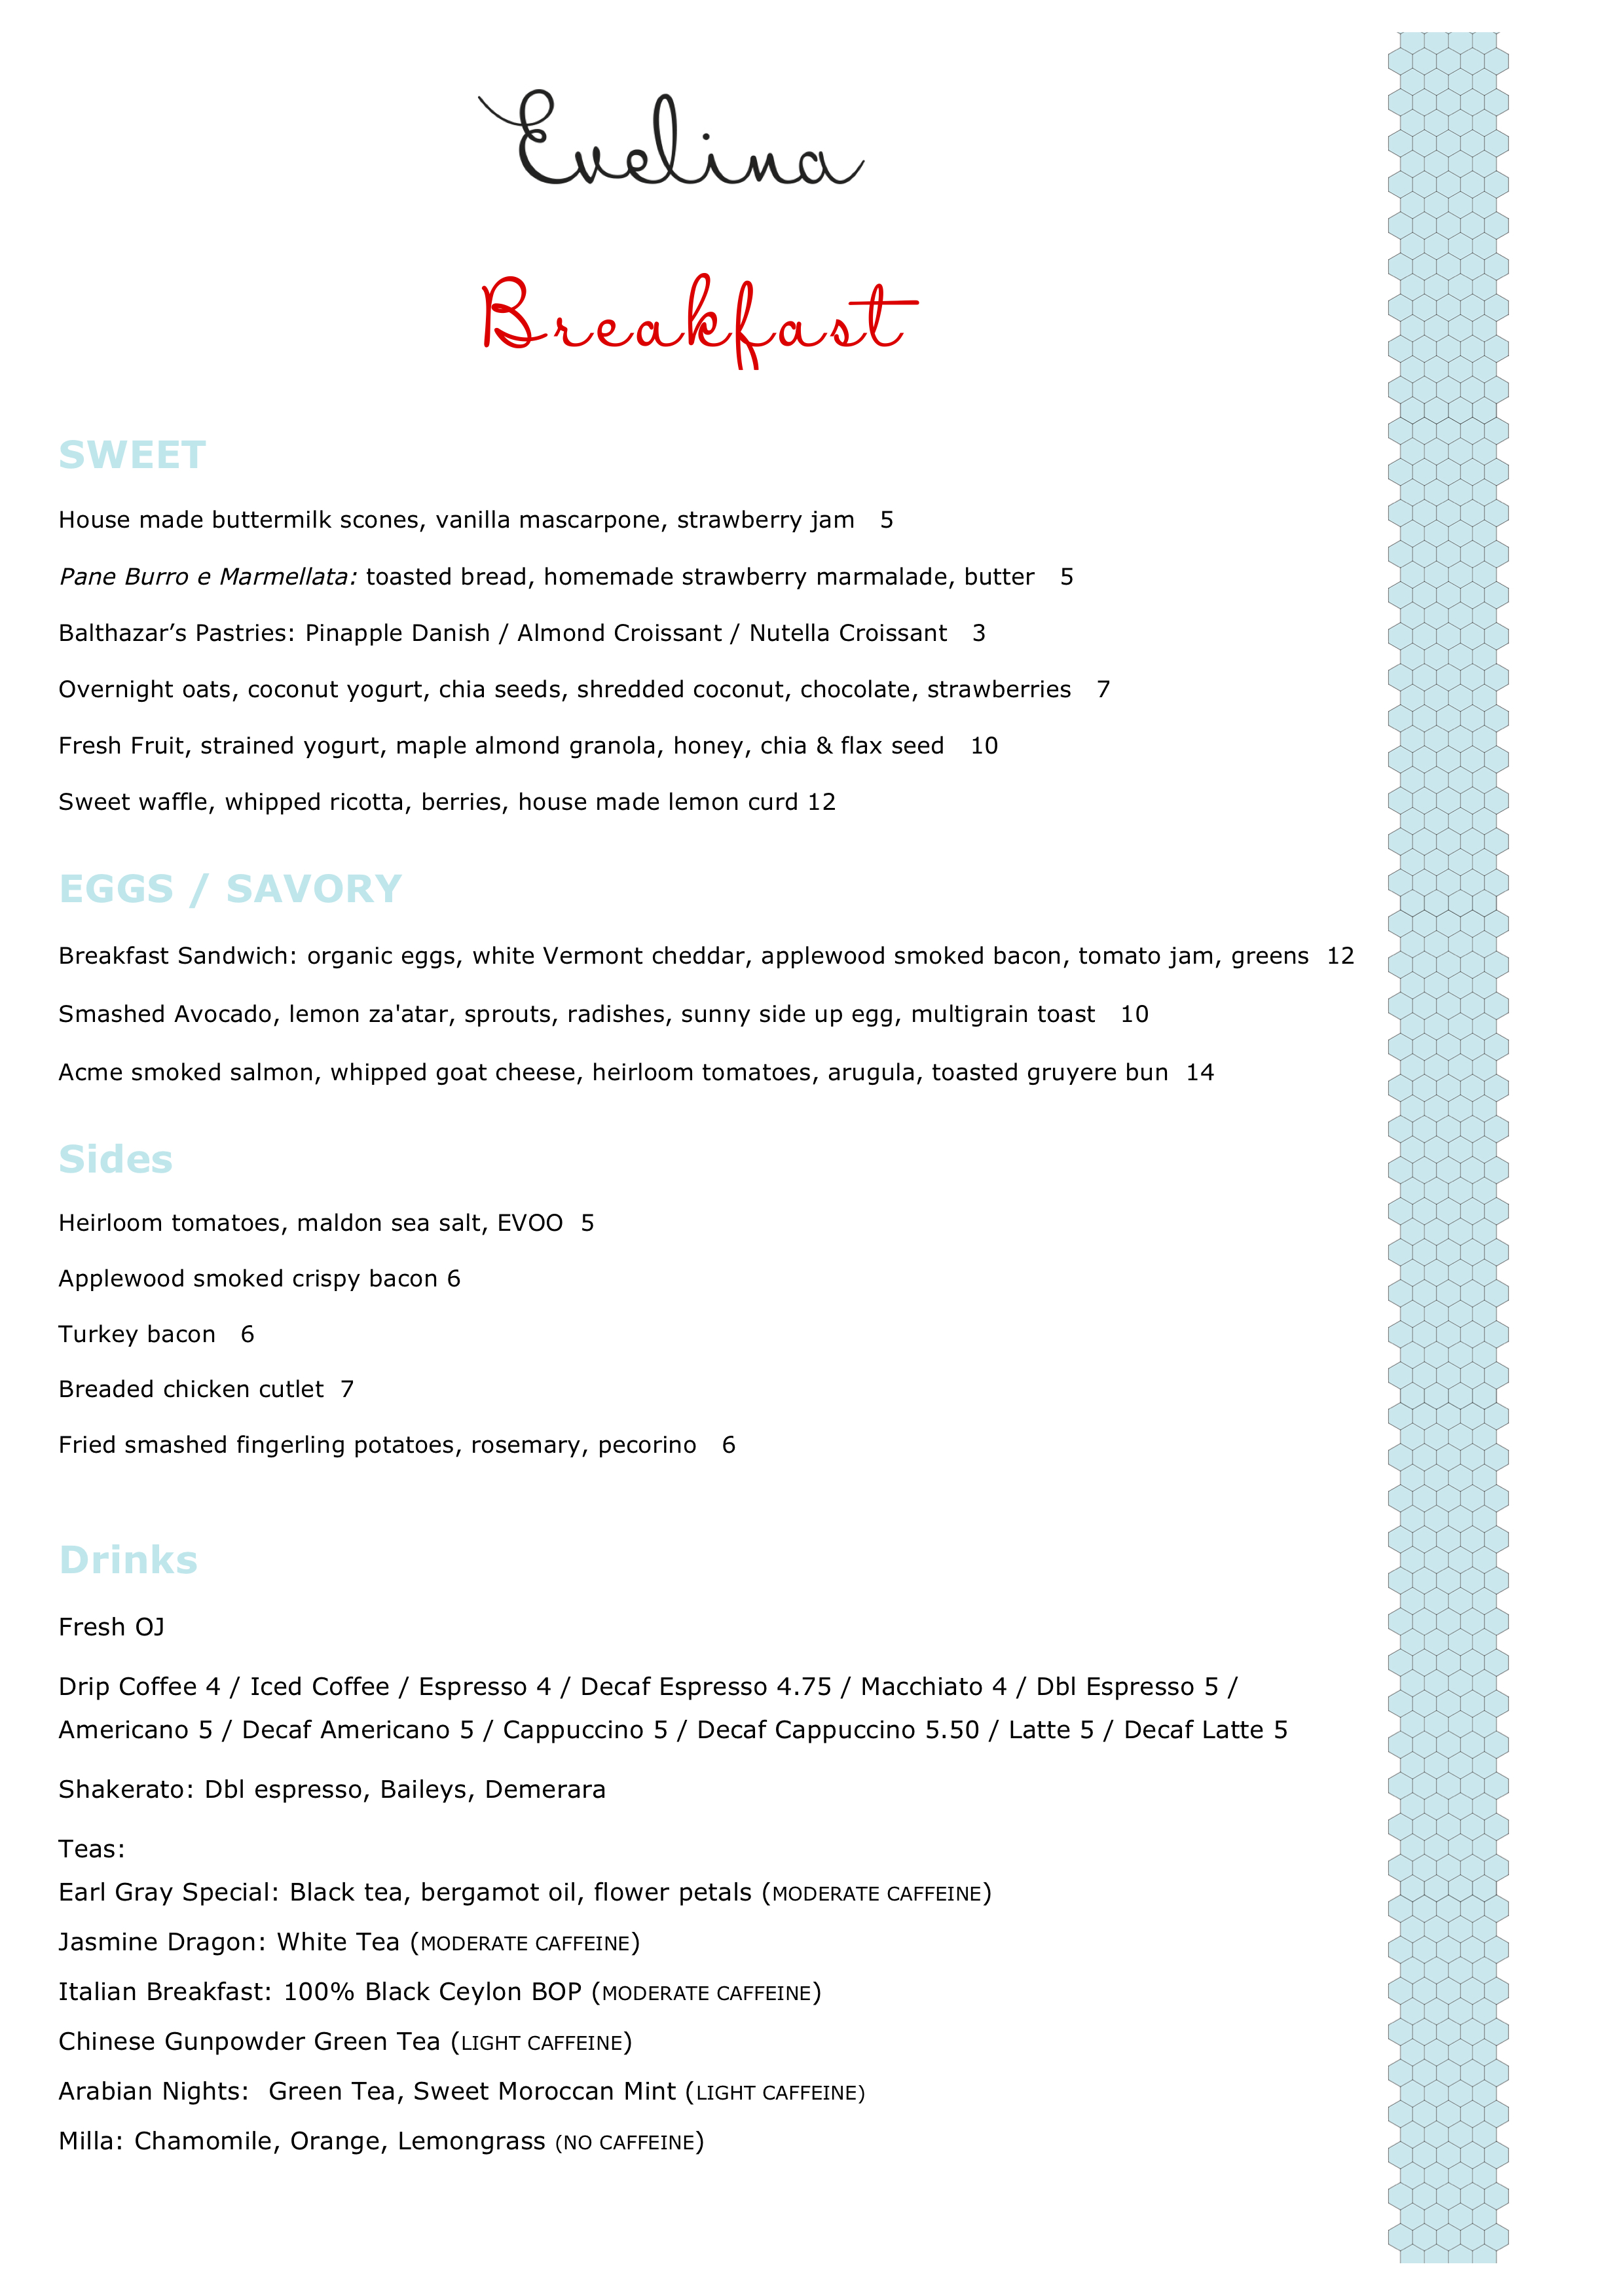 Evelina
Breakfast
SWEET
House made buttermilk scones, vanilla mascarpone, strawberry jam 5
Pane Burro e Marmellata: toasted bread, homemade strawberry marmalade, butter 5
Balthazar’s Pastries: Pinapple Danish / Almond Croissant / Nutella Croissant 3
Overnight oats, coconut yogurt, chia seeds, shredded coconut, chocolate, strawberries 7
Fresh Fruit, strained yogurt, maple almond granola, honey, chia & flax seed 10
Sweet waffle, whipped ricotta, berries, house made lemon curd 12
EGGS / SAVORY
Breakfast Sandwich: organic eggs, white Vermont cheddar, applewood smoked bacon, tomato jam, greens 12
Smashed Avocado, lemon za'atar, sprouts, radishes, sunny side up egg, multigrain toast 10
Acme smoked salmon, whipped goat cheese, heirloom tomatoes, arugula, toasted gruyere bun 14
Sides
Heirloom tomatoes, maldon sea salt, EVOO 5
Applewood smoked crispy bacon 6
Turkey bacon 6
Breaded chicken cutlet 7
Fried smashed fingerling potatoes, rosemary, pecorino 6
Drinks
Fresh OJ
Drip Coffee 4 / Iced Coffee / Espresso 4 / Decaf Espresso 4.75 / Macchiato 4 / Dbl Espresso 5 /
Americano 5 / Decaf Americano 5 / Cappuccino 5 / Decaf Cappuccino 5.50 / Latte 5 / Decaf Latte 5
Shakerato: Dbl espresso, Baileys, Demerara
Teas:
Earl Gray Special: Black tea, bergamot oil, flower petals (MODERATE CAFFEINE)
Jasmine Dragon: White Tea (MODERATE CAFFEINE)
Italian Breakfast: 100% Black Ceylon BOP (MODERATE CAFFEINE)
Chinese Gunpowder Green Tea (LIGHT CAFFEINE)
Arabian Nights: Green Tea, Sweet Moroccan Mint (LIGHT CAFFEINE)
Milla: Chamomile, Orange, Lemongrass (NO CAFFEINE)